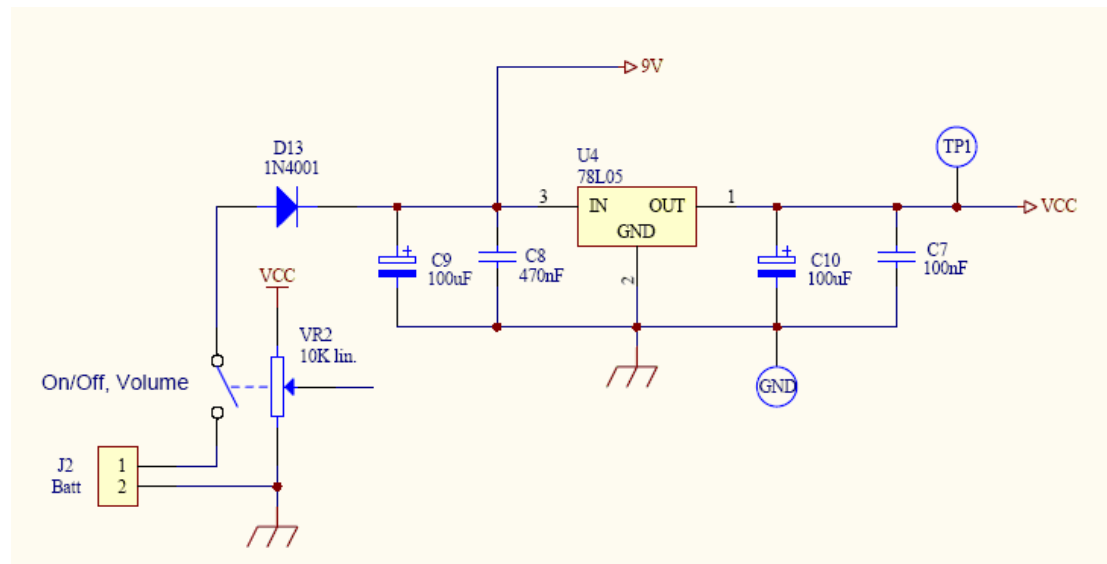 9V
D13
1N4001
U4
78L05
TP1
3
IN
OUT
1
VCC
GND
2
+
C9
100uF
C8
470nF
+
C10
100uF
C7
100nF
VCC
VR2
10K lin.
On/Off, Volume
GND
J2
Batt
1
2